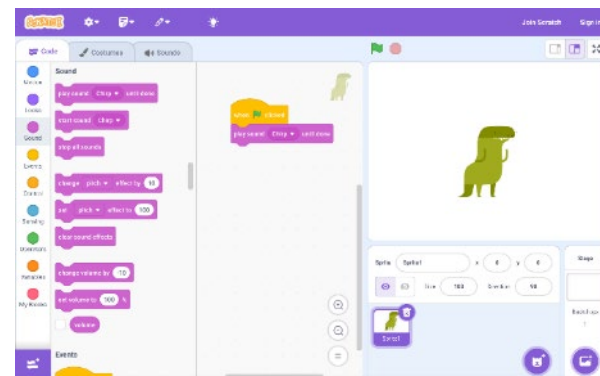 SCRATCH
Join Scratch
Sign in
Code
Costumes
Sounds
Motion
Looks
Sound
Events
Control
Sensing
Operators
Variables
My Blocks
Sound
play sound Chirp until done
start sound Chirp
stop all sounds
change pitch effect by 10
set pitch effect to 100
clear sound effects
change volume by -10
set volume to 100 %
volume
Events
when clicked
play sound Chirp until done
Sprite
Sprite1
x
y
Size
100
Direction
90
Sprite1
Stage
Backdrops